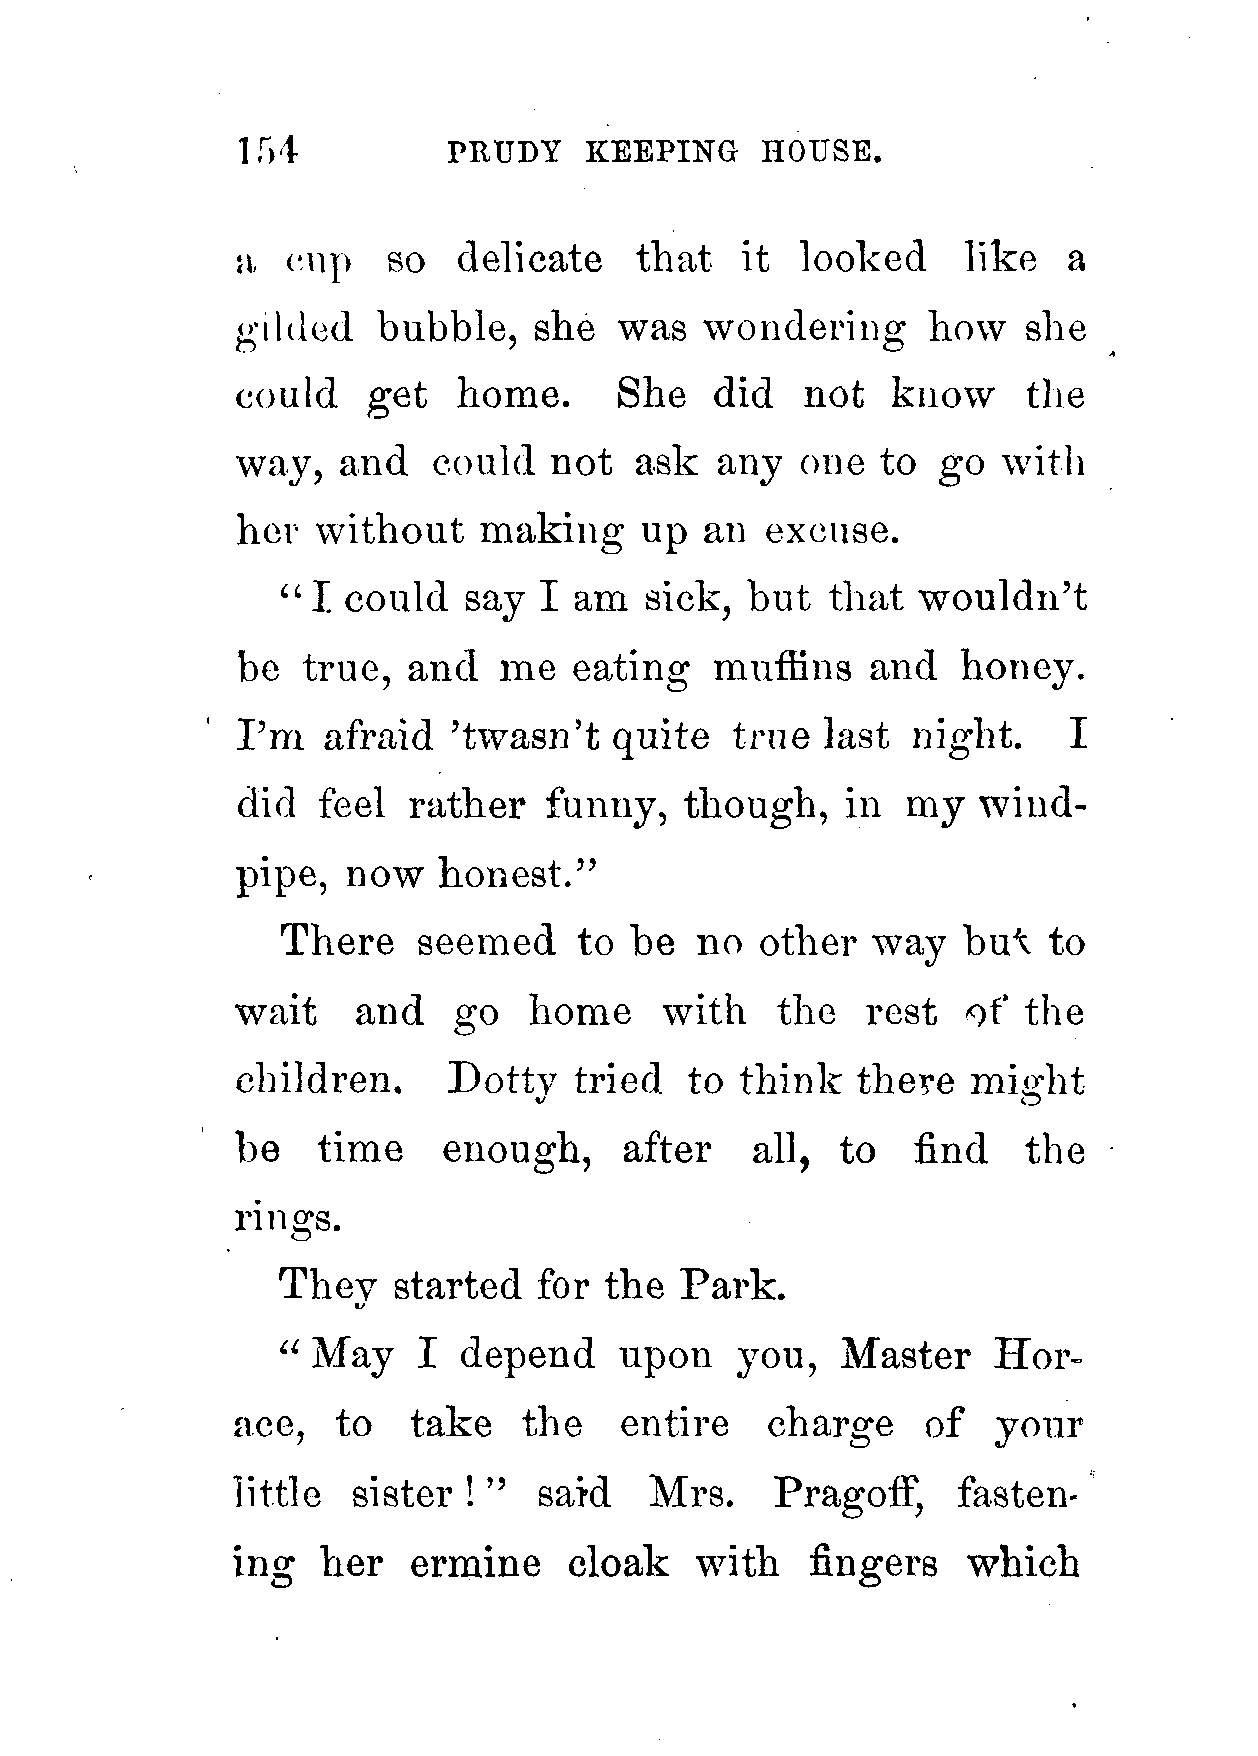 154 PRUDY KEEPING HOUSE.
a cup so delicate that it looked like a
gilded bubble, she was wondering how she
could get home. She did not know the
way, and could not ask any one to go with
her without making up an excuse.
“I could say I am sick, but that wouldn’t
be true, and me eating muffins and honey.
I’m afraid ’twasn’t quite true last night. I
did feel rather funny, though, in my wind-
pipe, now honest.”
There seemed to be no other way but to
wait and go home with the rest of the
children. Dotty tried to think there might
be time enough, after all, to find the
rings.
They started for the Park.
“May I depend upon you, Master Hor-
ace, to take the entire charge of your
little sister!” said Mrs. Pragoff, fasten-
ing her ermine cloak with fingers which